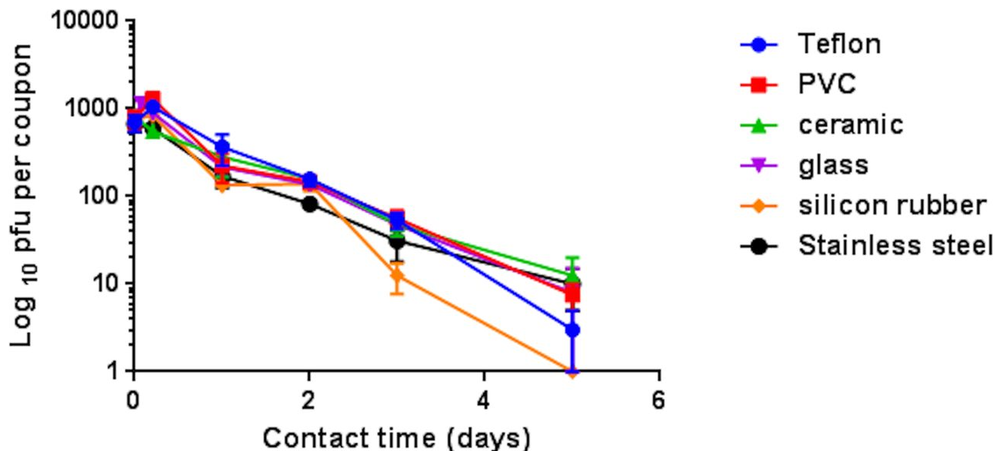 10000
1000
100
10
1
Log 10 pfu per coupon
0 2 4 6
Contact time (days)
Teflon
PVC
ceramic
glass
silicon rubber
Stainless steel